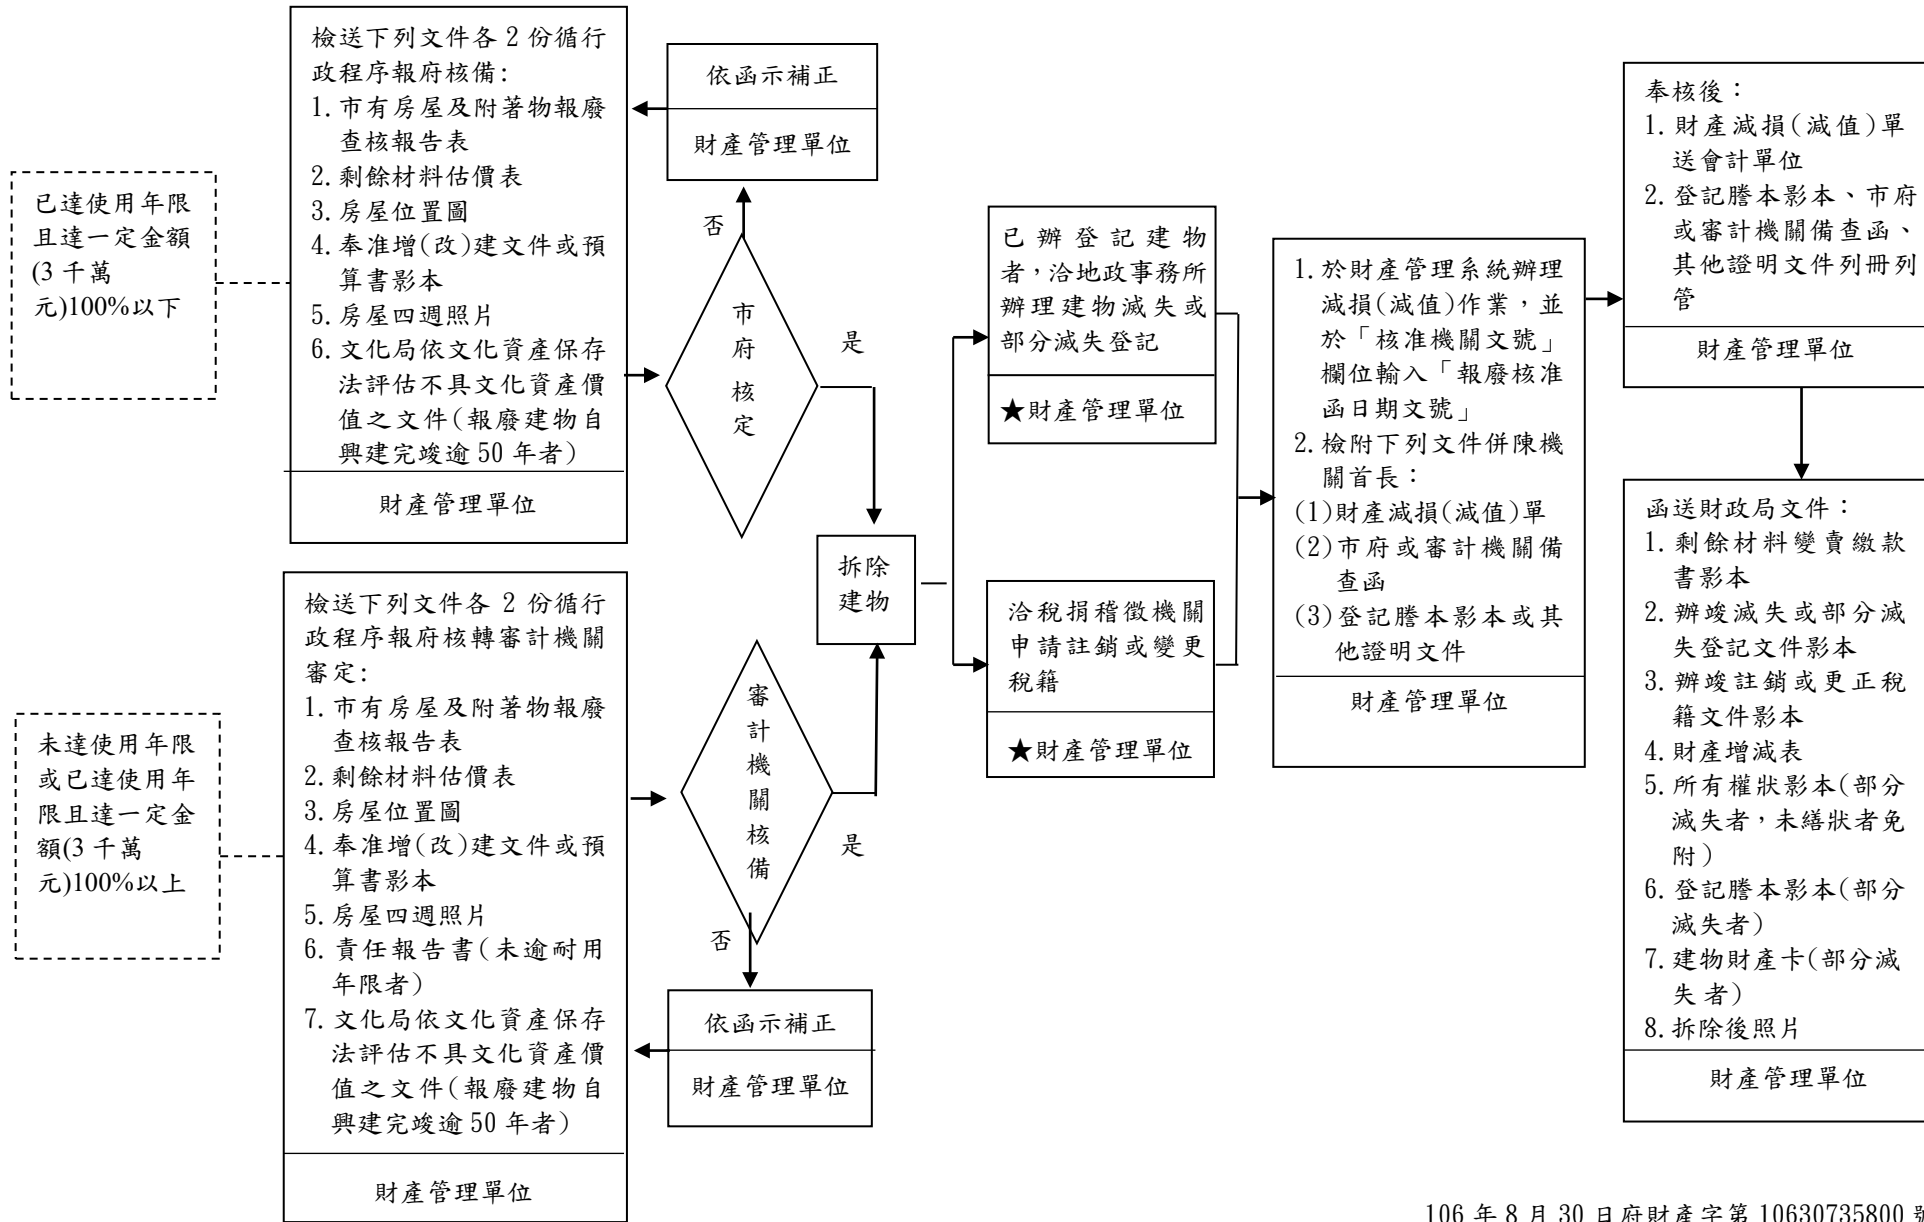 已達使用年限
且達一定金額
(3 千萬
元)100%以下
檢送下列文件各 2 份循行
政程序報府核備:
1.市有房屋及附著物報廢
查核報告表
2.剩餘材料估價表
3.房屋位置圖
4.奉准增(改)建文件或預
算書影本
5.房屋四週照片
6.文化局依文化資產保存
法評估不具文化資產價
值之文件(報廢建物自
興建完竣逾 50 年者)
財產管理單位
依函示補正
財產管理單位
否
市
府
核
定
是
未達使用年限
或已達使用年
限且達一定金
額(3 千萬
元)100%以上
檢送下列文件各 2 份循行
政程序報府核轉審計機關
審定:
1.市有房屋及附著物報廢
查核報告表
2.剩餘材料估價表
3.房屋位置圖
4.奉准增(改)建文件或預
算書影本
5.房屋四週照片
6.責任報告書(未逾耐用
年限者)
7.文化局依文化資產保存
法評估不具文化資產價
值之文件(報廢建物自
興建完竣逾 50 年者)
財產管理單位
審
計
機
關
核
備
是
否
依函示補正
財產管理單位
拆除
建物
已辦登記建物
者，洽地政事務所
辦理建物滅失或
部分滅失登記
★財產管理單位
洽稅捐稽徵機關
申請註銷或變更
稅籍
★財產管理單位
1.於財產管理系統辦理
減損(減值)作業，並
於「核准機關文號」
欄位輸入「報廢核准
函日期文號」
2.檢附下列文件併陳機
關首長：
(1)財產減損(減值)單
(2)市府或審計機關備
查函
(3)登記謄本影本或其
他證明文件
財產管理單位
奉核後：
1.財產減損(減值)單
送會計單位
2.登記謄本影本、市府
或審計機關備查函、
其他證明文件列冊列
管
財產管理單位
函送財政局文件：
1.剩餘材料變賣繳款
書影本
2.辦竣滅失或部分滅
失登記文件影本
3.辦竣註銷或更正稅
籍文件影本
4.財產增減表
5.所有權狀影本(部分
滅失者，未繕狀者免
附)
6.登記謄本影本(部分
滅失者)
7.建物財產卡(部分滅
失者)
8.拆除後照片
財產管理單位
106 年 8 月 30 日府財產字第 10630735800 號